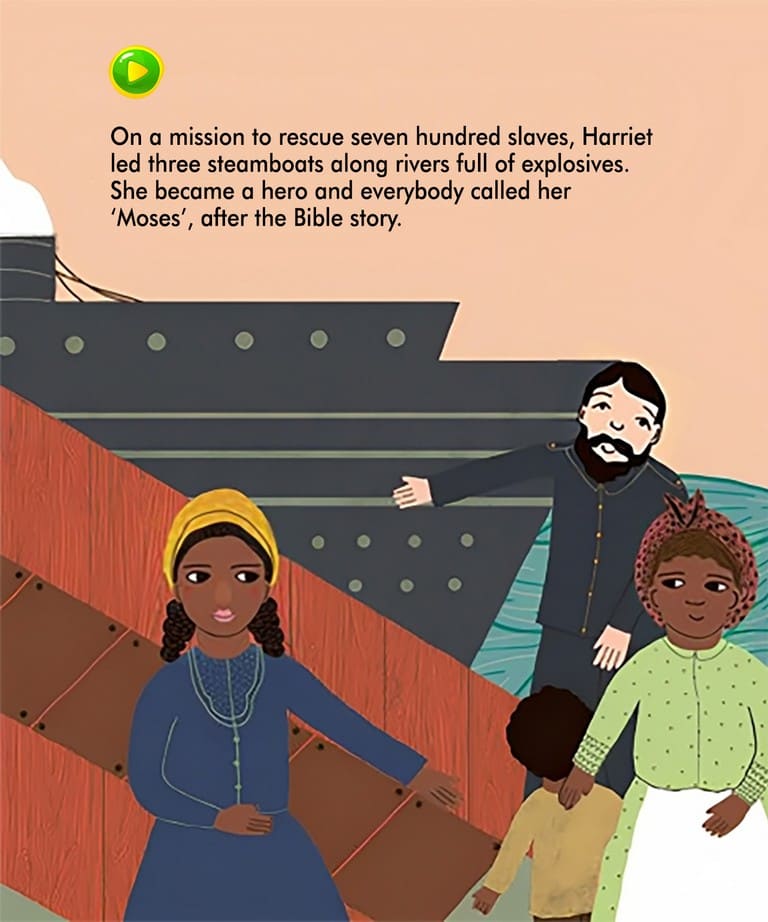 On a mission to rescue seven hundred slaves, Harriet
led three steamboats along rivers full of explosives.
She became a hero and everybody called her
‘Moses’, after the Bible story.